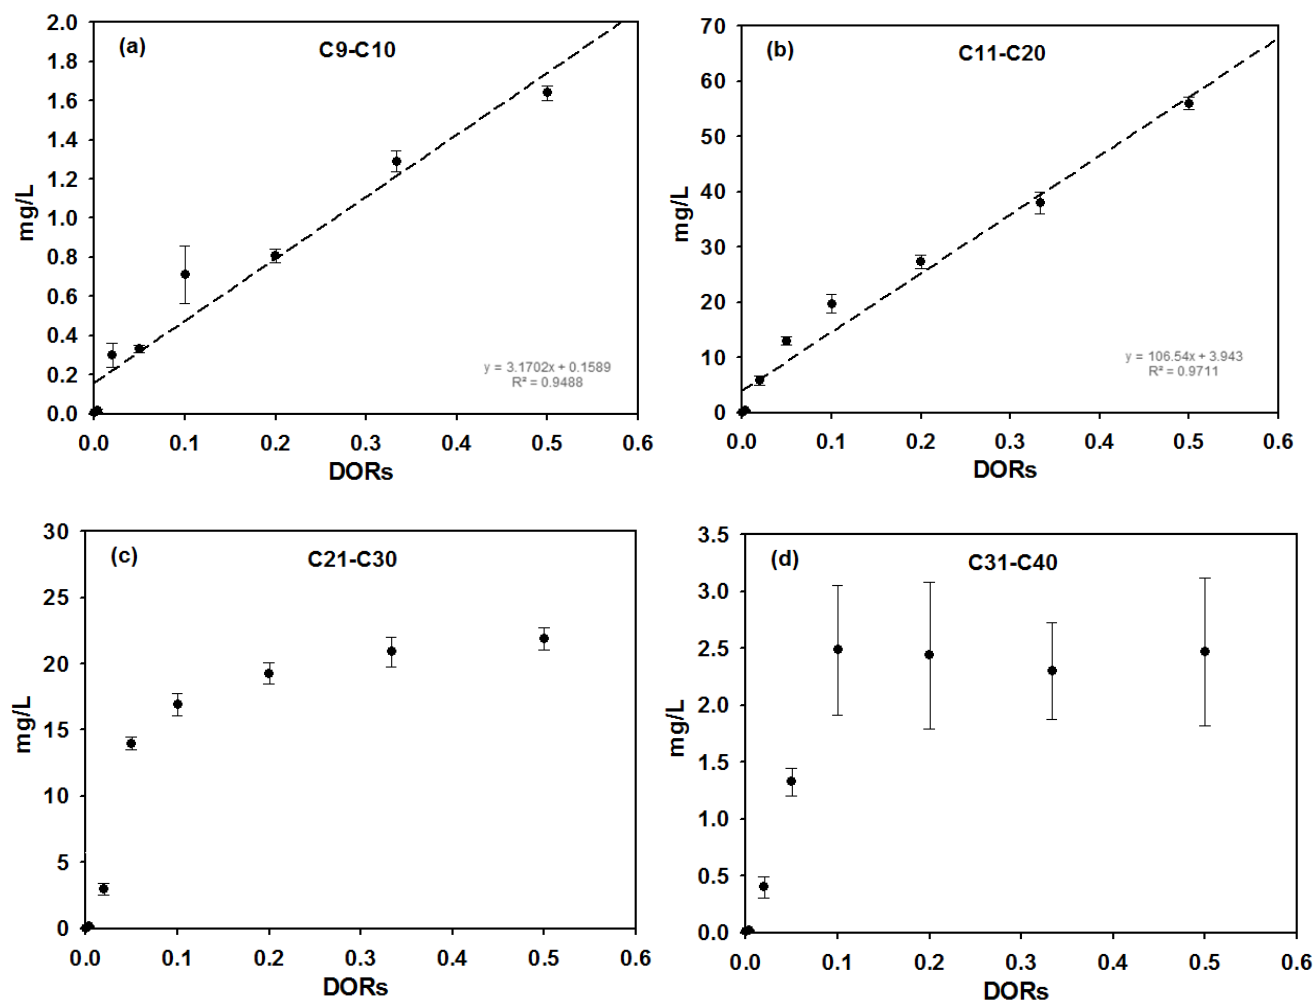 (a)
C9-C10
2.0
1.8
1.6
1.4
1.2
1.0
0.8
0.6
0.4
0.2
0.0
mg/L
y = 3.1702x + 0.1589
R² = 0.9488
0.0 0.1 0.2 0.3 0.4 0.5 0.6
DORs
(b)
C11-C20
70
60
50
40
30
20
10
0
mg/L
y = 106.54x + 3.943
R² = 0.9711
0.0 0.1 0.2 0.3 0.4 0.5 0.6
DORs
(c)
C21-C30
30
25
20
15
10
5
0
mg/L
0.0 0.1 0.2 0.3 0.4 0.5 0.6
DORs
(d)
C31-C40
3.5
3.0
2.5
2.0
1.5
1.0
0.5
0.0
mg/L
0.0 0.1 0.2 0.3 0.4 0.5 0.6
DORs